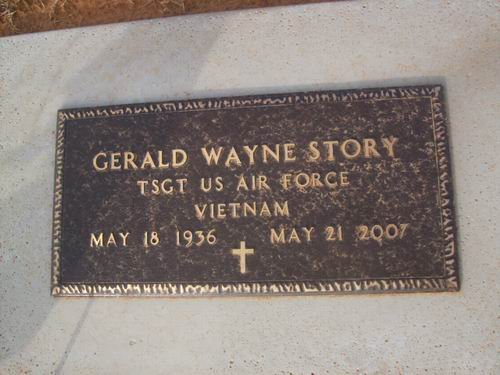 GERALD WAYNE STORY
TSGT US AIR FORCE
VIETNAM
MAY 18 1936 MAY 21 2007